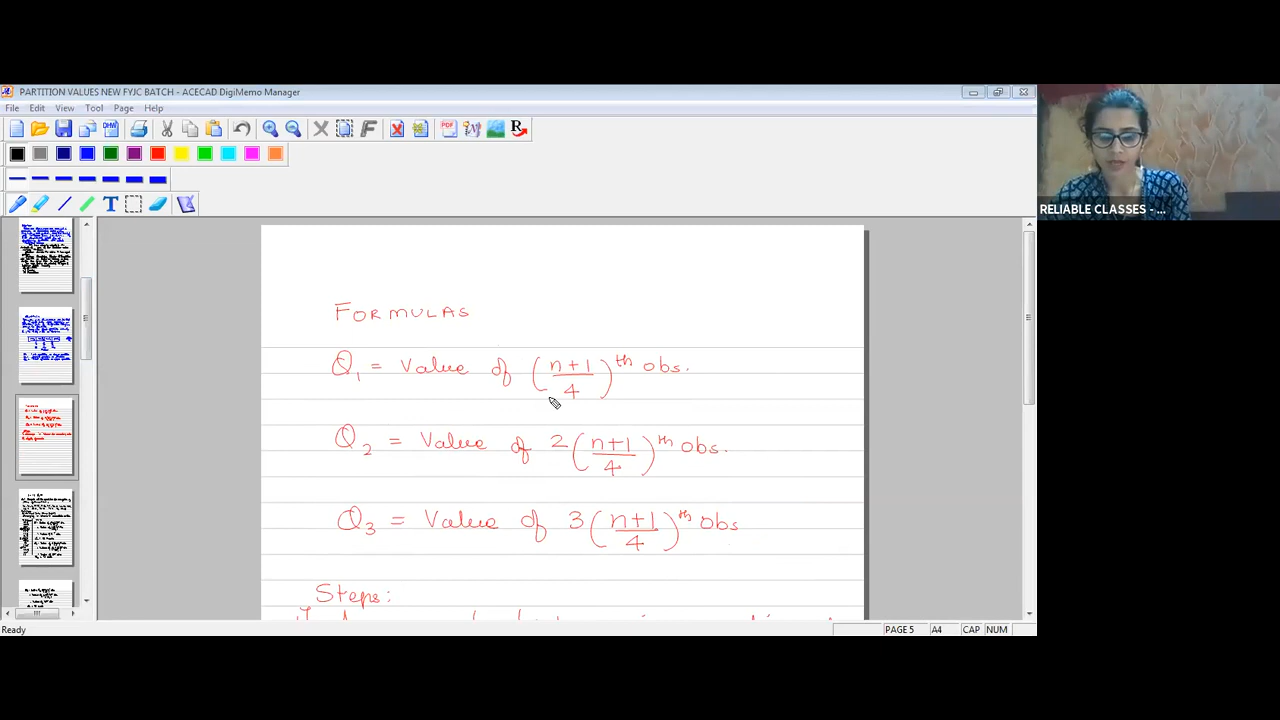 PARTITION VALUES NEW FYJC BATCH - ACECAD DigiMemo Manager
File Edit View Tool Page Help
RELIABLE CLASSES - ...
FORMULAS
Q₁ = Value of (n+1/4)ᵗʰ obs.
Q₂ = Value of 2(n+1/4)ᵗʰ obs.
Q₃ = Value of 3(n+1/4)ᵗʰ obs
Steps:
Ready PAGE 5 A4 CAP NUM